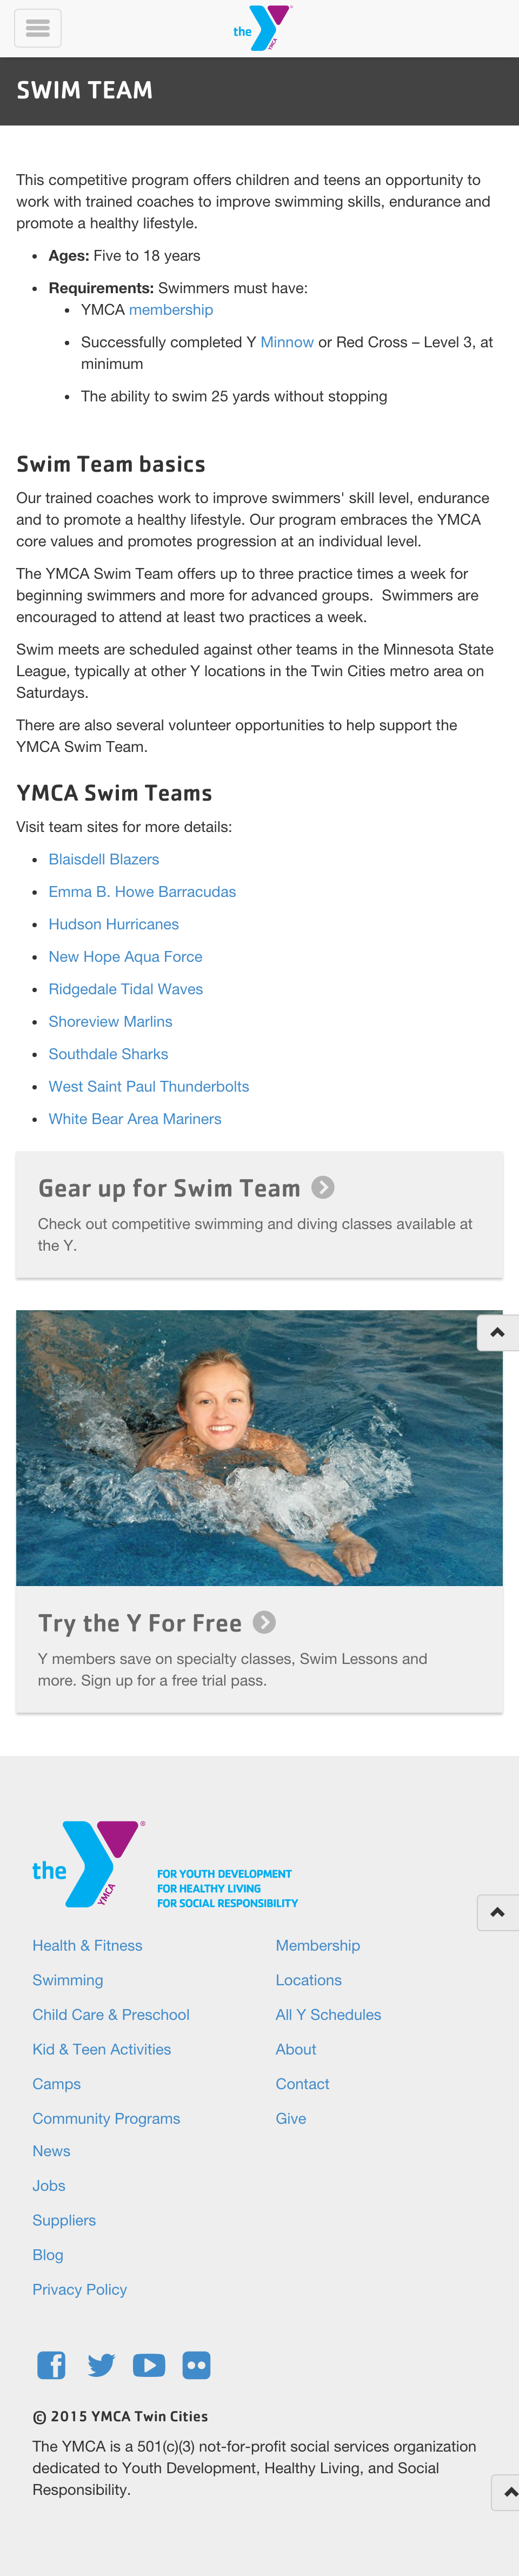 the
YMCA
SWIM TEAM
This competitive program offers children and teens an opportunity to
work with trained coaches to improve swimming skills, endurance and
promote a healthy lifestyle.
• Ages: Five to 18 years
• Requirements: Swimmers must have:
• YMCA membership
• Successfully completed Y Minnow or Red Cross – Level 3, at
minimum
• The ability to swim 25 yards without stopping
Swim Team basics
Our trained coaches work to improve swimmers' skill level, endurance
and to promote a healthy lifestyle. Our program embraces the YMCA
core values and promotes progression at an individual level.
The YMCA Swim Team offers up to three practice times a week for
beginning swimmers and more for advanced groups.  Swimmers are
encouraged to attend at least two practices a week.
Swim meets are scheduled against other teams in the Minnesota State
League, typically at other Y locations in the Twin Cities metro area on
Saturdays.
There are also several volunteer opportunities to help support the
YMCA Swim Team.
YMCA Swim Teams
Visit team sites for more details:
• Blaisdell Blazers
• Emma B. Howe Barracudas
• Hudson Hurricanes
• New Hope Aqua Force
• Ridgedale Tidal Waves
• Shoreview Marlins
• Southdale Sharks
• West Saint Paul Thunderbolts
• White Bear Area Mariners
Gear up for Swim Team
Check out competitive swimming and diving classes available at
the Y.
Try the Y For Free
Y members save on specialty classes, Swim Lessons and
more. Sign up for a free trial pass.
the
YMCA
®
FOR YOUTH DEVELOPMENT
FOR HEALTHY LIVING
FOR SOCIAL RESPONSIBILITY
Health & Fitness
Swimming
Child Care & Preschool
Kid & Teen Activities
Camps
Community Programs
Membership
Locations
All Y Schedules
About
Contact
Give
News
Jobs
Suppliers
Blog
Privacy Policy
© 2015 YMCA Twin Cities
The YMCA is a 501(c)(3) not-for-profit social services organization
dedicated to Youth Development, Healthy Living, and Social
Responsibility.